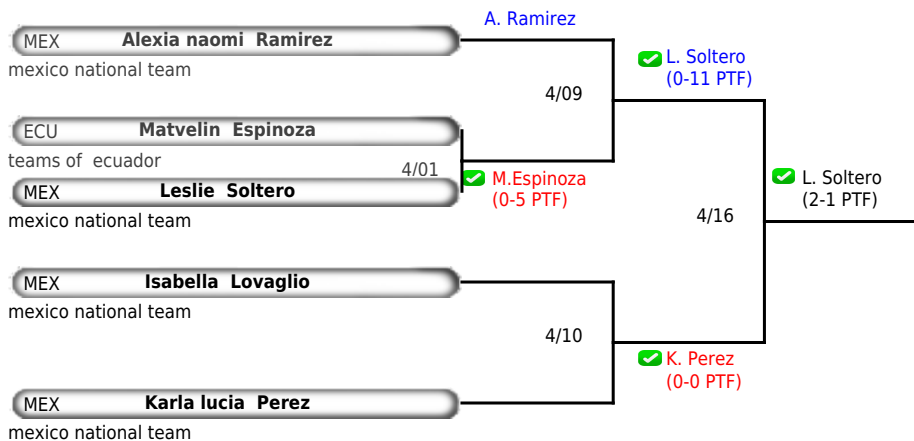 A. Ramirez
MEX Alexia naomi Ramirez
mexico national team
L. Soltero
(0-11 PTF)
4/09
ECU Matvelin Espinoza
teams of ecuador
4/01
M.Espinoza
(0-5 PTF)
L. Soltero
(2-1 PTF)
MEX Leslie Soltero
mexico national team
4/16
MEX Isabella Lovaglio
mexico national team
4/10
K. Perez
(0-0 PTF)
MEX Karla lucia Perez
mexico national team